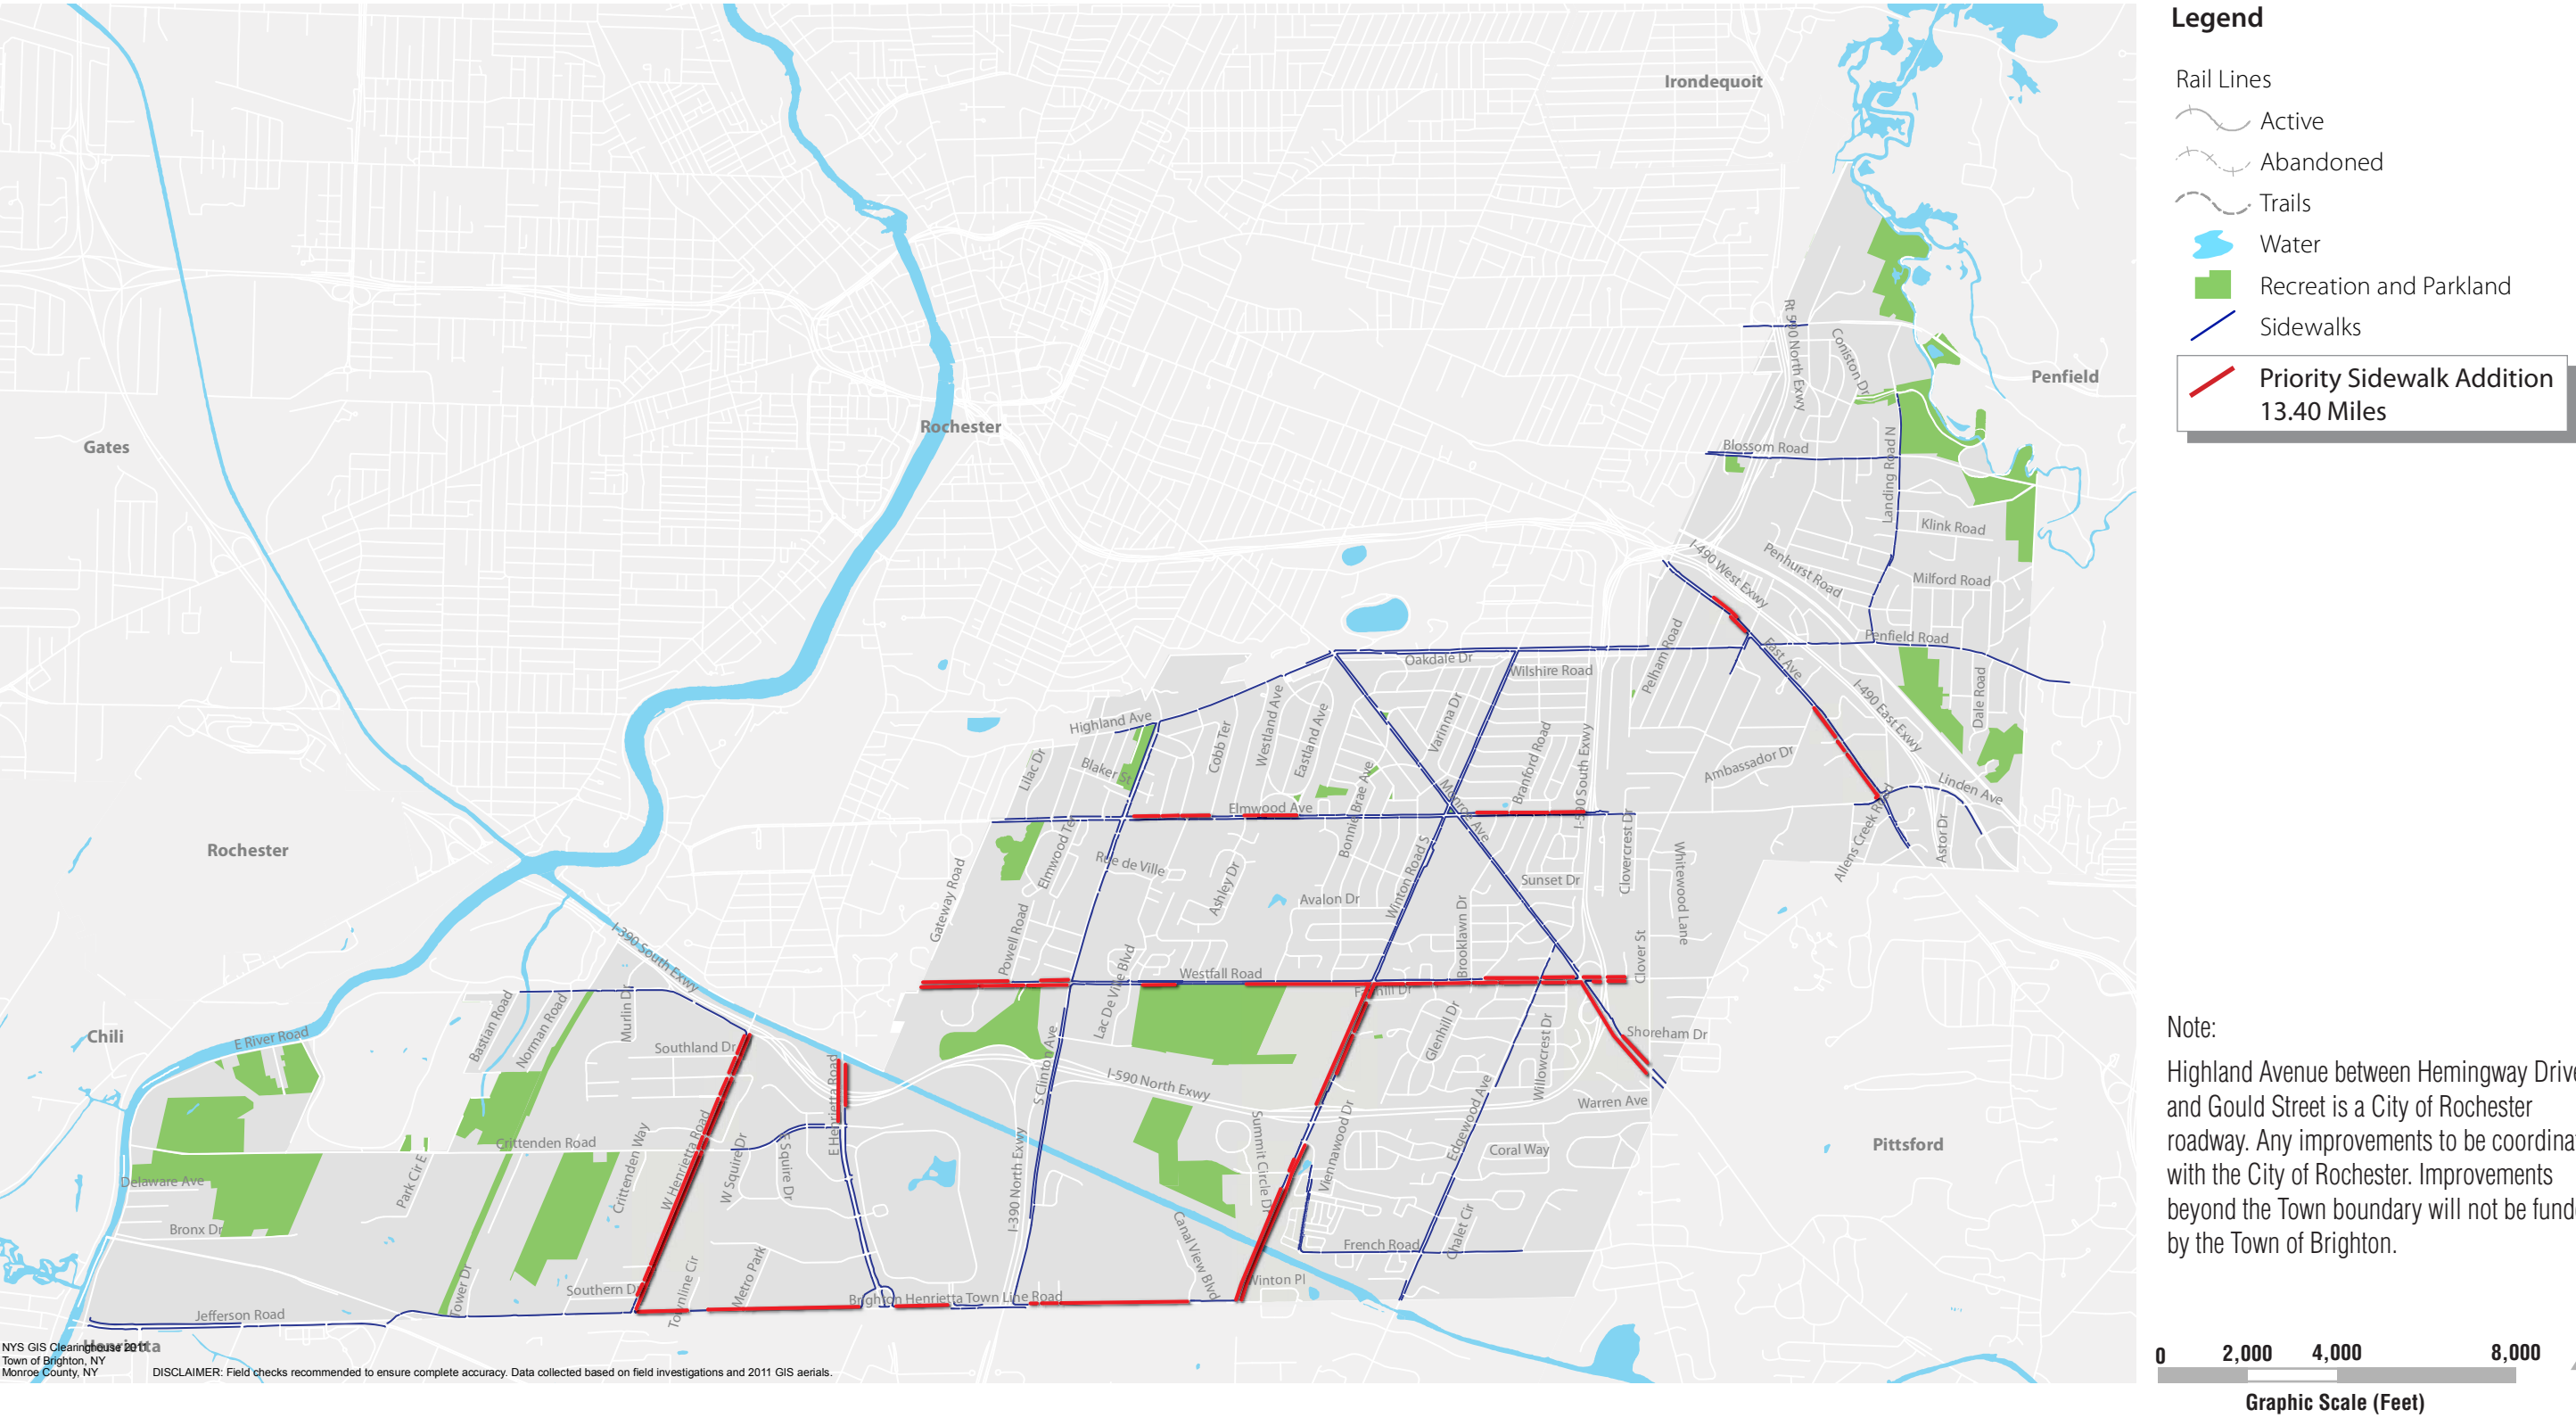 Legend
Rail Lines
Active
Abandoned
Trails
Water
Recreation and Parkland
Sidewalks
Priority Sidewalk Addition
13.40 Miles
Irondequoit
Penfield
Gates
Rochester
Rochester
Chili
Pittsford
Henrietta
Rt 590 North Exwy
Coniston Dr
Blossom Road
Landing Road N
Klink Road
I-490 West Exwy
Penhurst Road
Milford Road
Penfield Road
East Ave
Pelham Road
Oakdale Dr
Wilshire Road
I-490 East Exwy
Dale Road
Highland Ave
Lilac Dr
Blaker St
Cobb Ter
Westland Ave
Eastland Ave
Varinna Dr
Branford Road
I-590 South Exwy
Ambassador Dr
Linden Ave
Elmwood Ave
Bonnie Brae Ave
Monroe Ave
Clovercrest Dr
Allens Creek Road
Astor Dr
Gateway Road
Elmwood Ter
Rue de Ville
Ashley Dr
Avalon Dr
Winton Road S
Sunset Dr
Whitewood Lane
Powell Road
Brooklawn Dr
Clover St
I-390 South Exwy
Lac De Ville Blvd
Westfall Road
Fairhill Dr
Bastian Road
Norman Road
Murlin Dr
E River Road
Southland Dr
S Clinton Ave
Glenhill Dr
Willowcrest Dr
Shoreham Dr
E Henrietta Road
I-590 North Exwy
Edgewood Ave
Warren Ave
Crittenden Road
Crittenden Way
W Henrietta Road
W Squire Dr
E Squire Dr
Summit Circle Dr
Viennawood Dr
Coral Way
Delaware Ave
Park Cir E
Bronx Dr
I-390 North Exwy
Canal View Blvd
French Road
Chalet Cir
Tower Dr
Southern Dr
Townline Cir
Metro Park
Winton Pl
Brighton Henrietta Town Line Road
Jefferson Road
NYS GIS Clearinghouse 2011
Town of Brighton, NY
Monroe County, NY
DISCLAIMER: Field checks recommended to ensure complete accuracy. Data collected based on field investigations and 2011 GIS aerials.
Note:
Highland Avenue between Hemingway Drive
and Gould Street is a City of Rochester
roadway. Any improvements to be coordina
with the City of Rochester. Improvements
beyond the Town boundary will not be fund
by the Town of Brighton.
0 2,000 4,000 8,000
Graphic Scale (Feet)